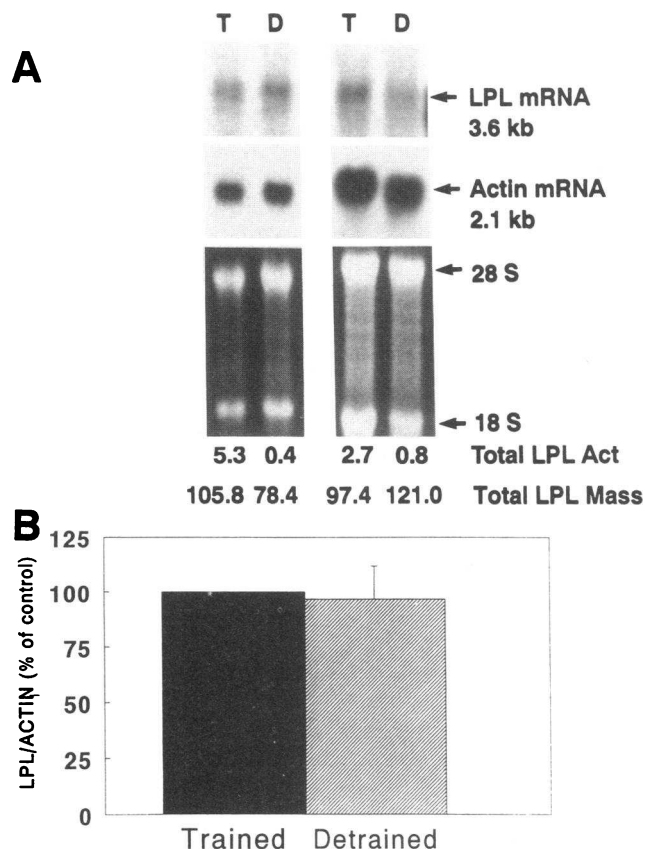 T D T D
A
LPL mRNA
3.6 kb
Actin mRNA
2.1 kb
28 S
18 S
5.3 0.4 2.7 0.8 Total LPL Act
105.8 78.4 97.4 121.0 Total LPL Mass
B
LPL/ACTIN (% of control)
125
100
75
50
25
0
Trained Detrained